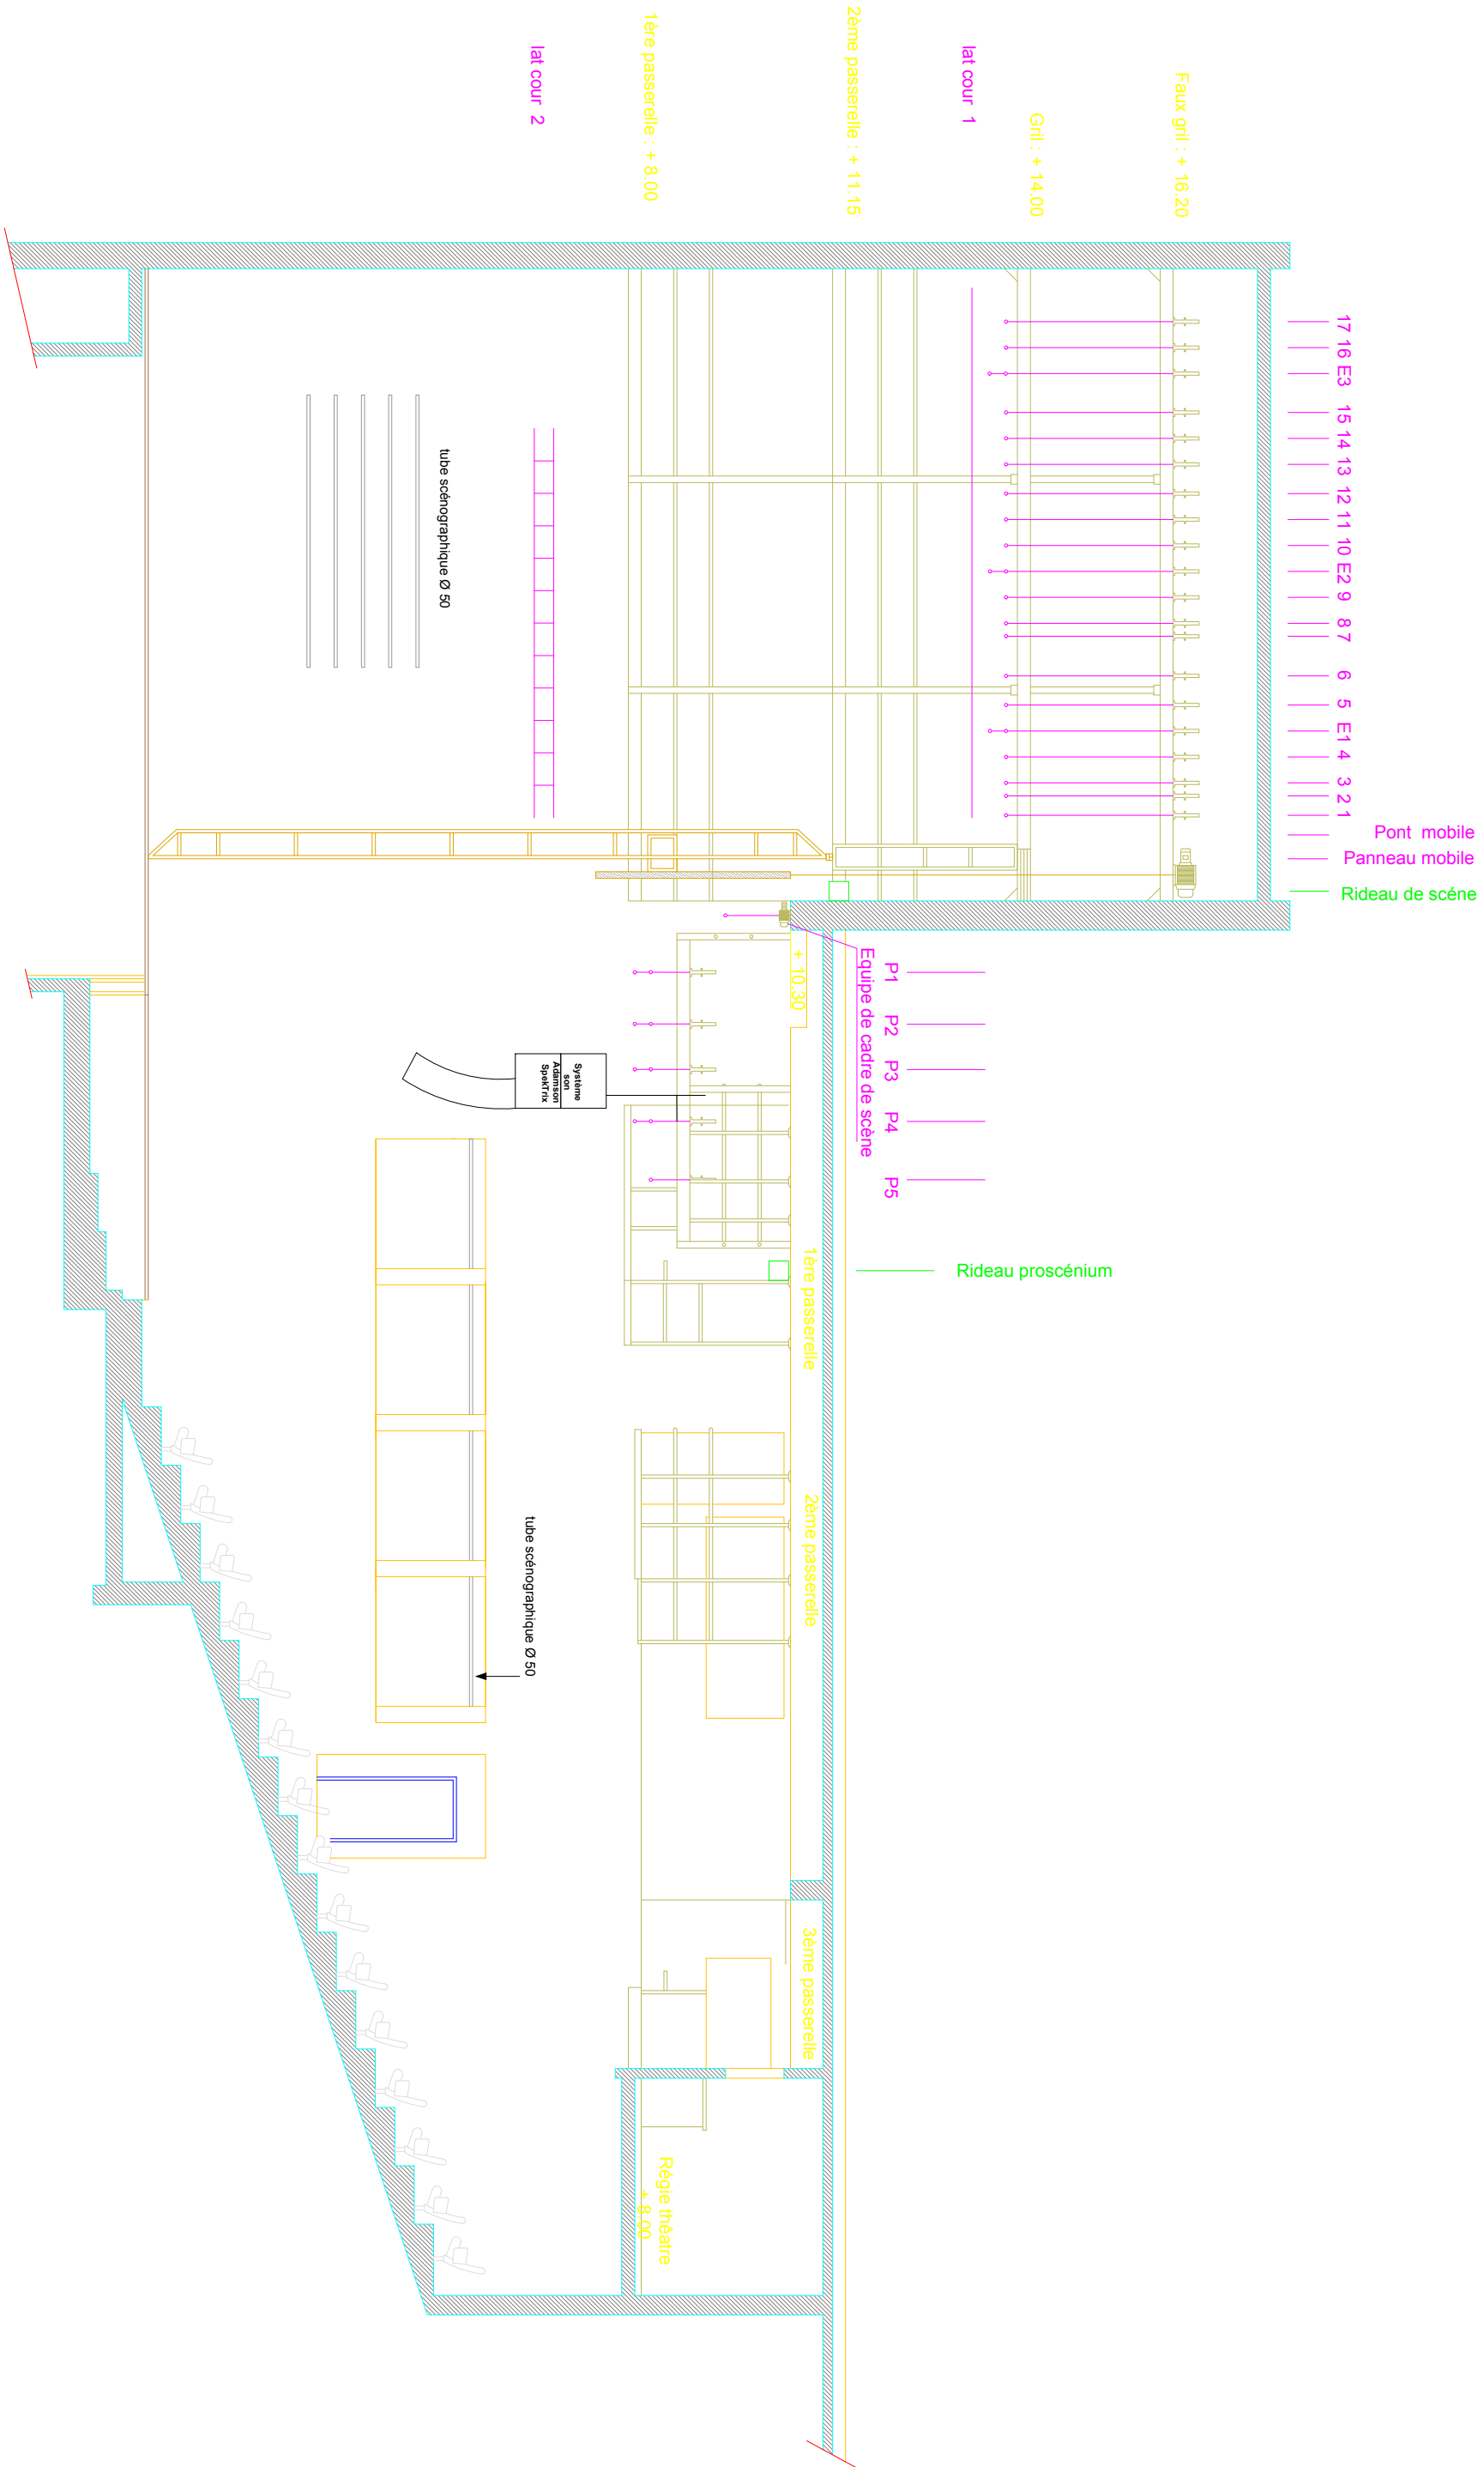 Faux gril : + 16.20
Gril : + 14.00
lat cour 1
2ème passerelle : + 11.15
1ère passerelle : + 8.00
lat cour 2
17
16
E3
15
14
13
12
11
10
E2
9
8
7
6
5
E1
4
3
2
1
Pont mobile
Panneau mobile
Rideau de scéne
tube scénographique Ø 50
+ 10.30
Equipe de cadre de scène
P1
P2
P3
P4
P5
Système
son
Adamson
SpekTrix
Rideau proscénium
1ère passerelle
2ème passerelle
tube scénographique Ø 50
3ème passerelle
Régie théatre
+ 8.00